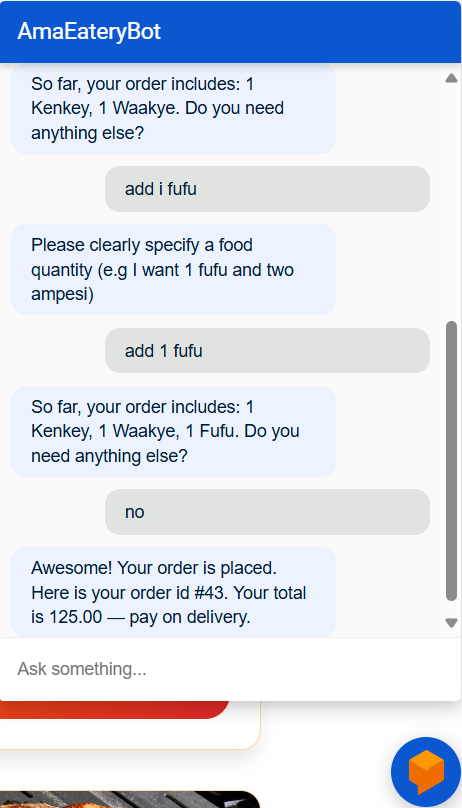 AmaEateryBot
So far, your order includes: 1
Kenkey, 1 Waakye. Do you need
anything else?
add i fufu
Please clearly specify a food
quantity (e.g I want 1 fufu and two
ampesi)
add 1 fufu
So far, your order includes: 1
Kenkey, 1 Waakye, 1 Fufu. Do you
need anything else?
no
Awesome! Your order is placed.
Here is your order id #43. Your total
is 125.00 — pay on delivery.
Ask something...